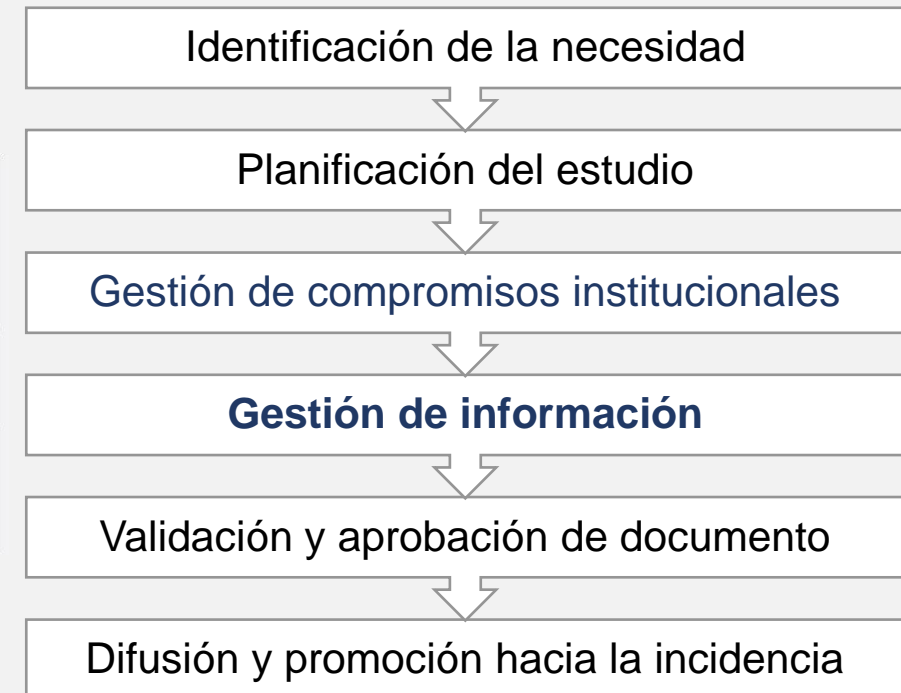 Identificación de la necesidad
Planificación del estudio
Gestión de compromisos institucionales
Gestión de información
Validación y aprobación de documento
Difusión y promoción hacia la incidencia